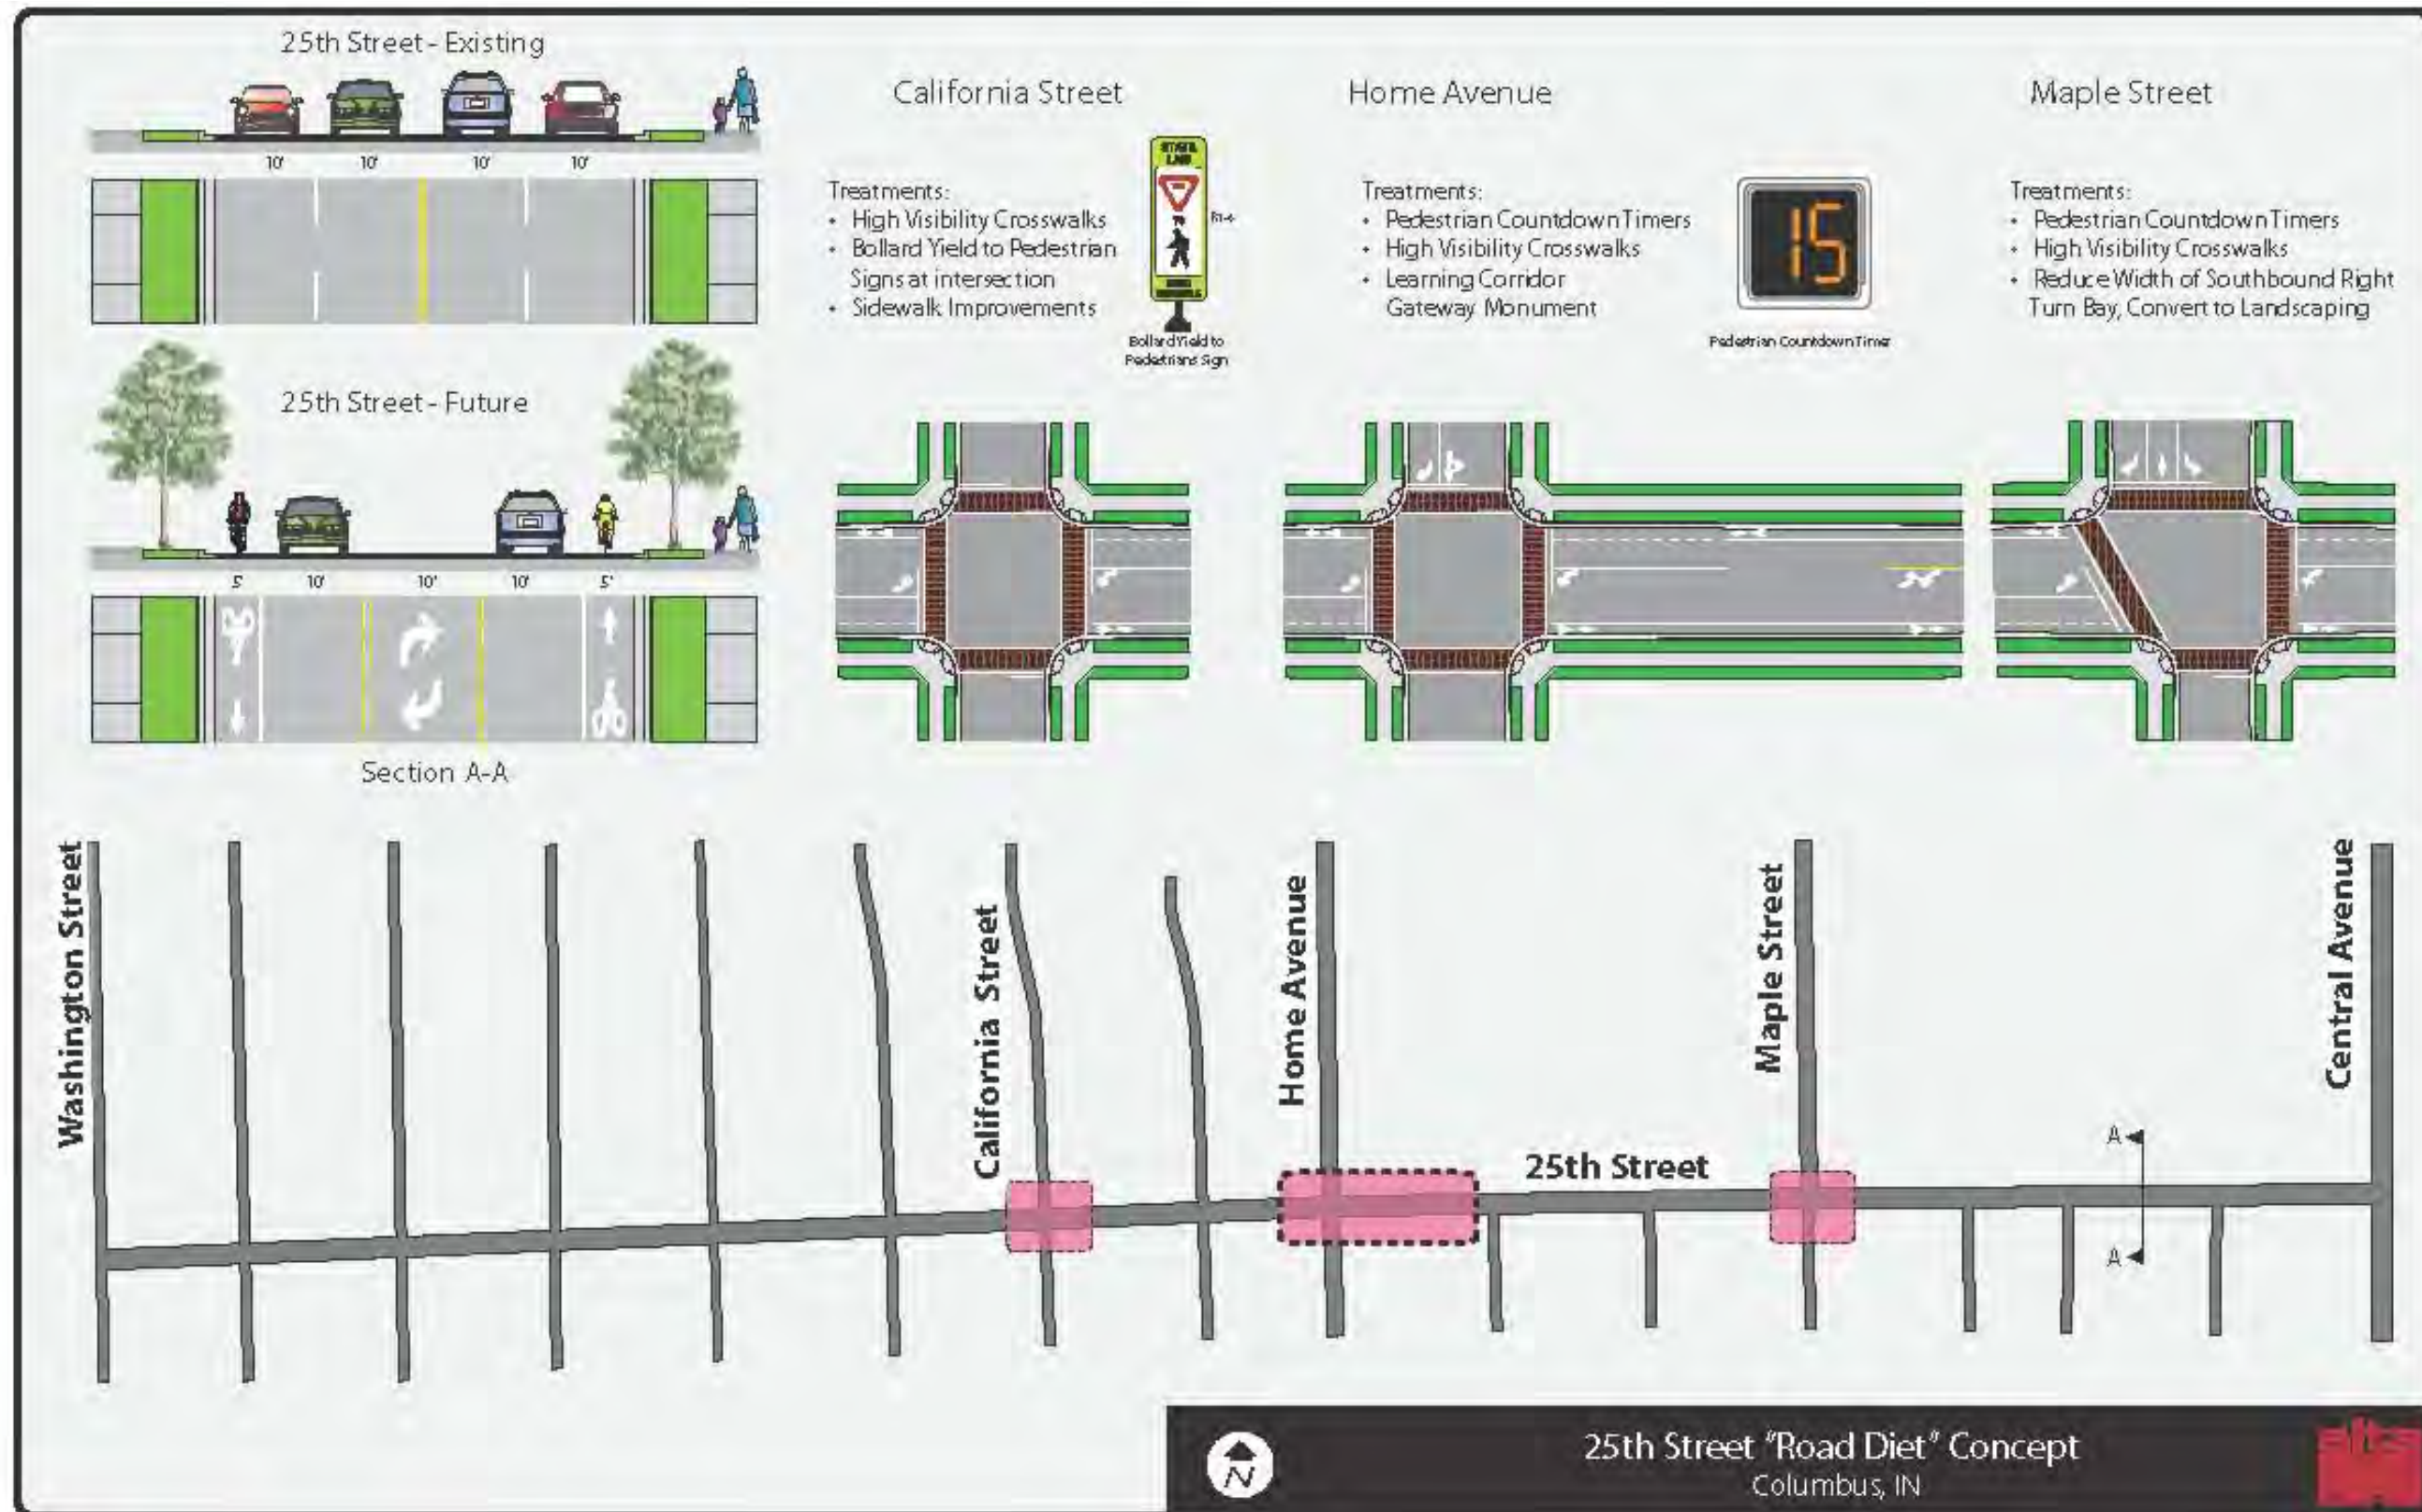 25th Street - Existing
10'
10'
10'
10'
25th Street - Future
5'
10'
10'
10'
5'
Section A-A
California Street
Treatments:
• High Visibility Crosswalks
• Bollard Yield to Pedestrian
Signs at intersection
• Sidewalk Improvements
STATE
LAW
TO
Bollard Yield to
Pedestrians Sign
Home Avenue
Treatments:
• Pedestrian Countdown Timers
• High Visibility Crosswalks
• Learning Corridor
Gateway Monument
15
Pedestrian Countdown Timer
Maple Street
Treatments:
• Pedestrian Countdown Timers
• High Visibility Crosswalks
• Reduce Width of Southbound Right
Turn Bay, Convert to Landscaping
Washington Street
California Street
Home Avenue
25th Street
Maple Street
A
A
Central Avenue
N
25th Street "Road Diet" Concept
Columbus, IN